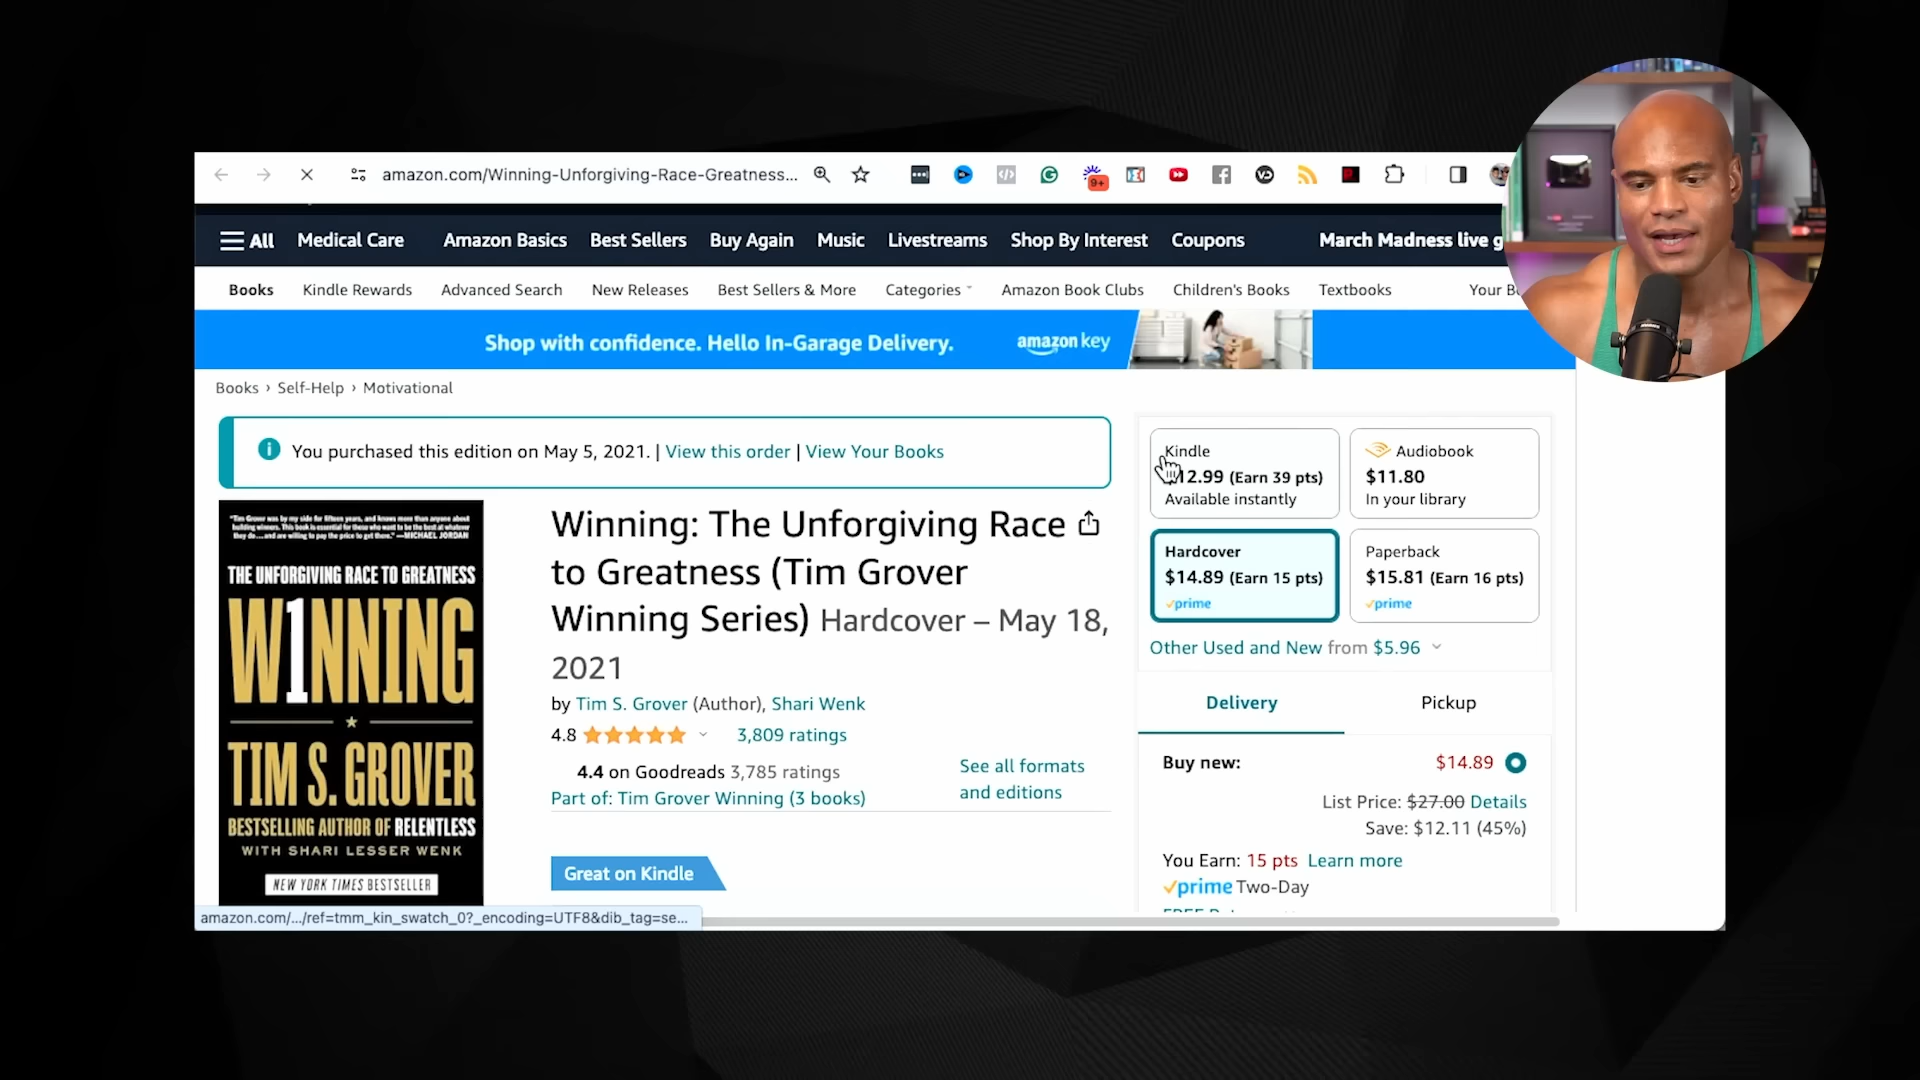 amazon.com/Winning-Unforgiving-Race-Greatness...
9+
All Medical Care Amazon Basics Best Sellers Buy Again Music Livestreams Shop By Interest Coupons March Madness live g
Books Kindle Rewards Advanced Search New Releases Best Sellers & More Categories Amazon Book Clubs Children's Books Textbooks Your B
Shop with confidence. Hello In-Garage Delivery. amazon key
Books › Self-Help › Motivational
You purchased this edition on May 5, 2021. | View this order | View Your Books
"Tim Grover was by my side for fifteen years, and knows more than anyone about
building winners. This book is essential for those who want to be the best at whatever
they do....and are willing to pay the price to get there." —MICHAEL JORDAN
THE UNFORGIVING RACE TO GREATNESS
W1NNING
TIM S. GROVER
BESTSELLING AUTHOR OF RELENTLESS
WITH SHARI LESSER WENK
NEW YORK TIMES BESTSELLER
Winning: The Unforgiving Race
to Greatness (Tim Grover
Winning Series) Hardcover – May 18,
2021
by Tim S. Grover (Author), Shari Wenk
4.8 3,809 ratings
4.4 on Goodreads 3,785 ratings
Part of: Tim Grover Winning (3 books)
See all formats
and editions
Great on Kindle
Kindle
12.99 (Earn 39 pts)
Available instantly
Audiobook
$11.80
In your library
Hardcover
$14.89 (Earn 15 pts)
prime
Paperback
$15.81 (Earn 16 pts)
prime
Other Used and New from $5.96
Delivery Pickup
Buy new: $14.89
List Price: $27.00 Details
Save: $12.11 (45%)
You Earn: 15 pts Learn more
prime Two-Day
amazon.com/.../ref=tmm_kin_swatch_0?_encoding=UTF8&dib_tag=se...